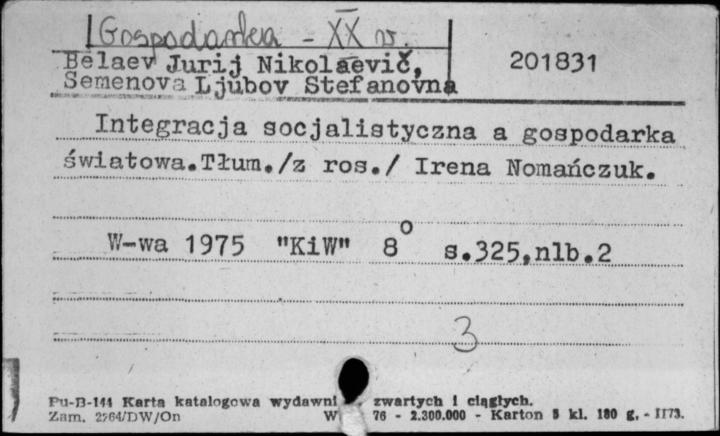 Gospodarka - XX w.
Belaev Jurij Nikolaevič, 201831
Semenova Ljubov Stefanovna
Integracja socjalistyczna a gospodarka
światowa.Tłum./z ros./ Irena Nomańczuk.
W-wa 1975 "KiW" 8° s.325,nlb.2
3
Pu-B-144 Karta katalogowa wydawni zwartych i ciągłych.
Zam. 2764/DW/On W 76 - 2.300.000 - Karton 5 kl. 180 g. - II73.